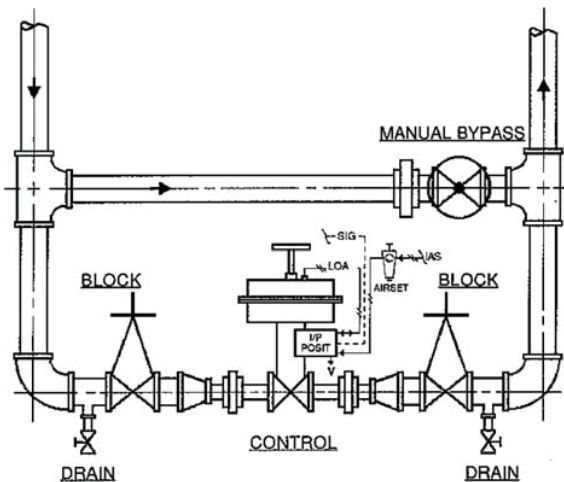 MANUAL BYPASS
SIG
IAS
LOA
AIRSET
BLOCK
BLOCK
I/P
POSIT
V
CONTROL
DRAIN
DRAIN